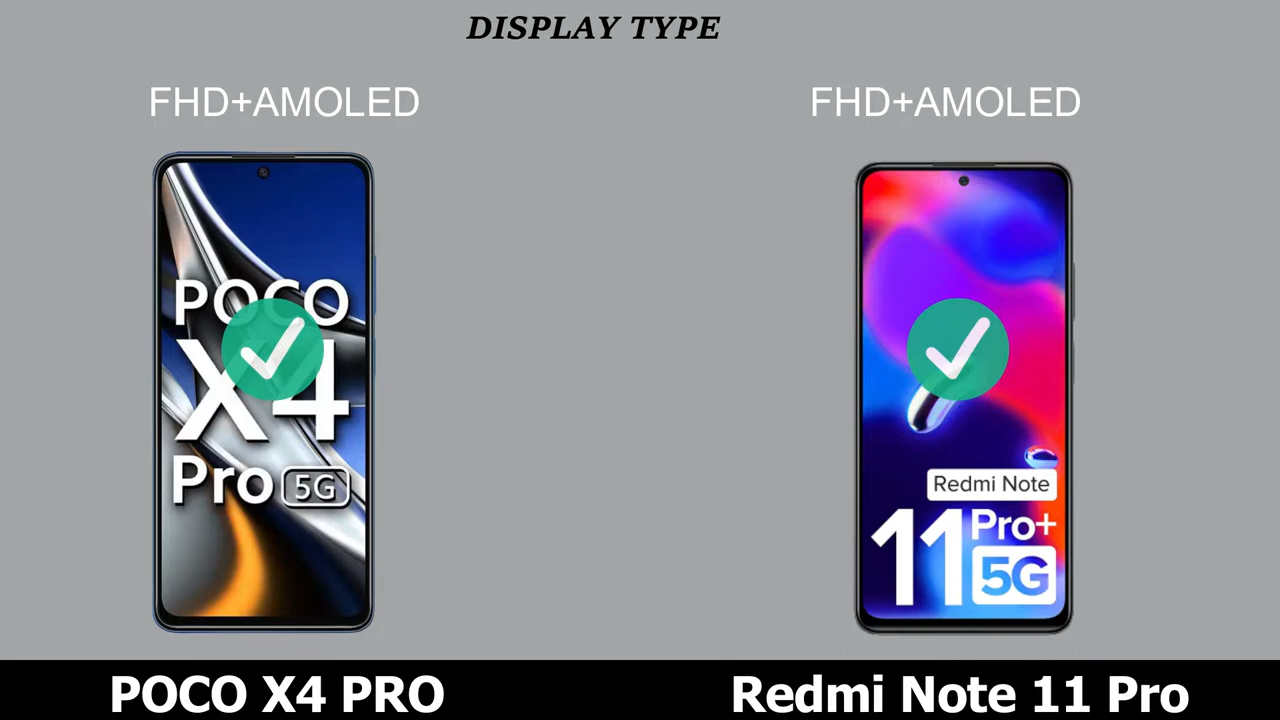 DISPLAY TYPE
FHD+AMOLED
FHD+AMOLED
POCO
X4
Pro 5G
Redmi Note
11 Pro+
5G
POCO X4 PRO
Redmi Note 11 Pro